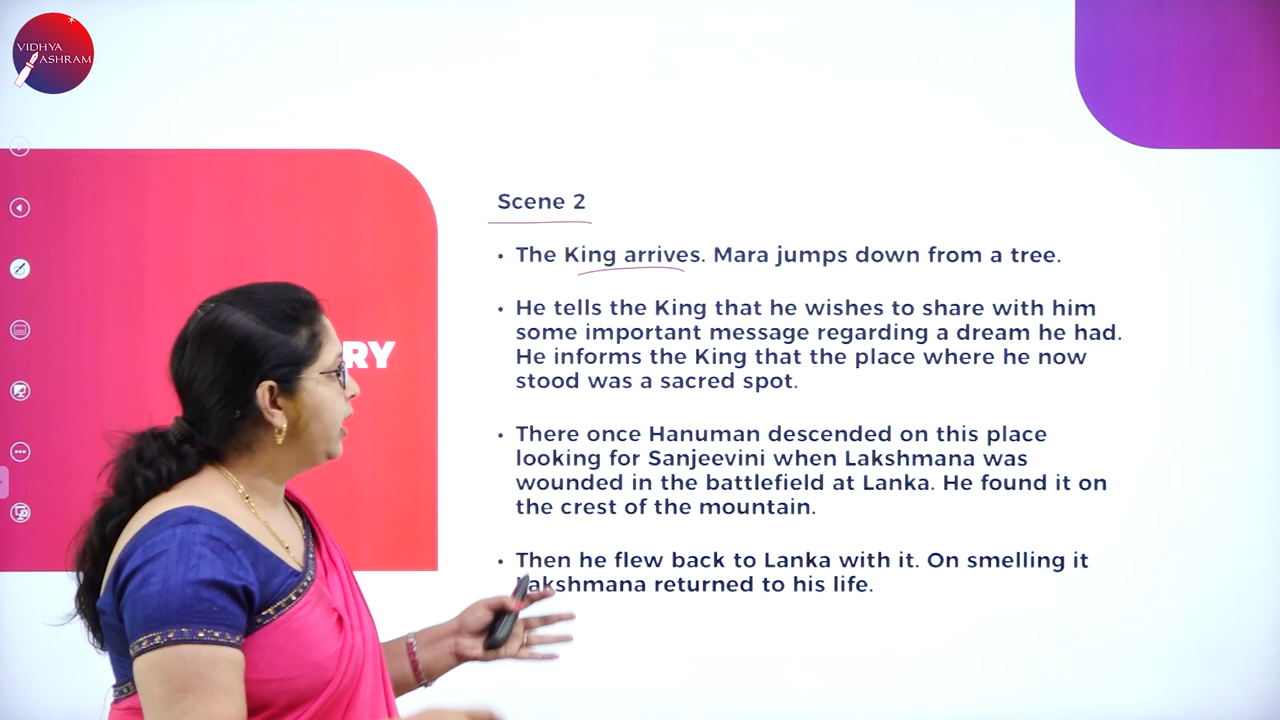 VIDHYA
ASHRAM
RY
Scene 2
• The King arrives. Mara jumps down from a tree.
• He tells the King that he wishes to share with him
some important message regarding a dream he had.
He informs the King that the place where he now
stood was a sacred spot.
• There once Hanuman descended on this place
looking for Sanjeevini when Lakshmana was
wounded in the battlefield at Lanka. He found it on
the crest of the mountain.
• Then he flew back to Lanka with it. On smelling it
Lakshmana returned to his life.